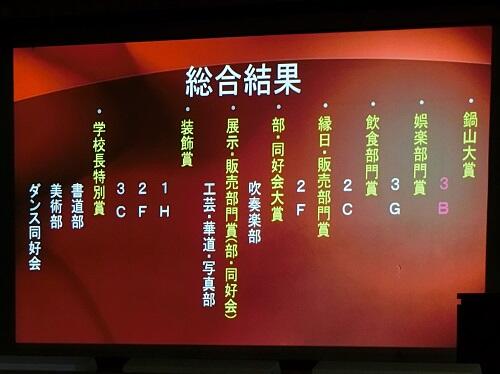 総合結果
・鍋山大賞
3B
・娯楽部門賞
3G
・飲食部門賞
2C
・縁日・販売部門賞
2F
・部・同好会大賞
吹奏楽部
・展示・販売部門賞(部・同好会)
工芸・華道・写真部
・装飾賞
1H
2F
3C
・学校長特別賞
書道部
美術部
ダンス同好会